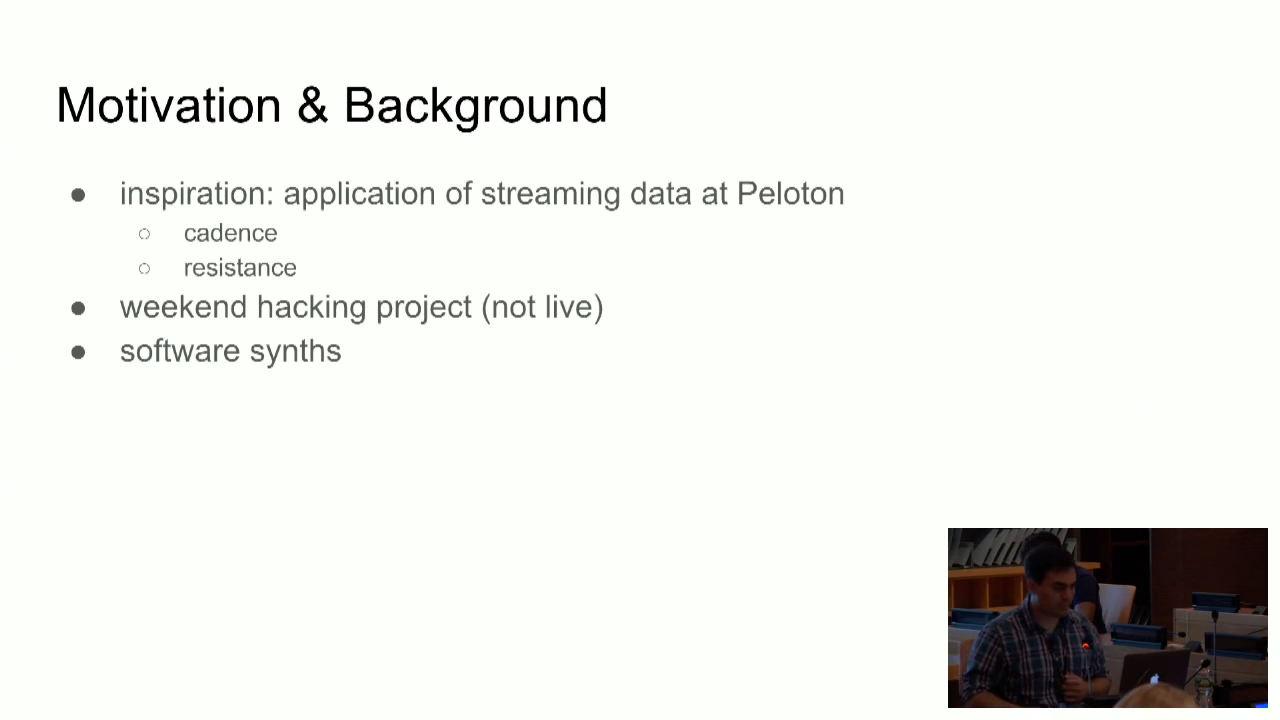 Motivation & Background
● inspiration: application of streaming data at Peloton
○ cadence
○ resistance
● weekend hacking project (not live)
● software synths